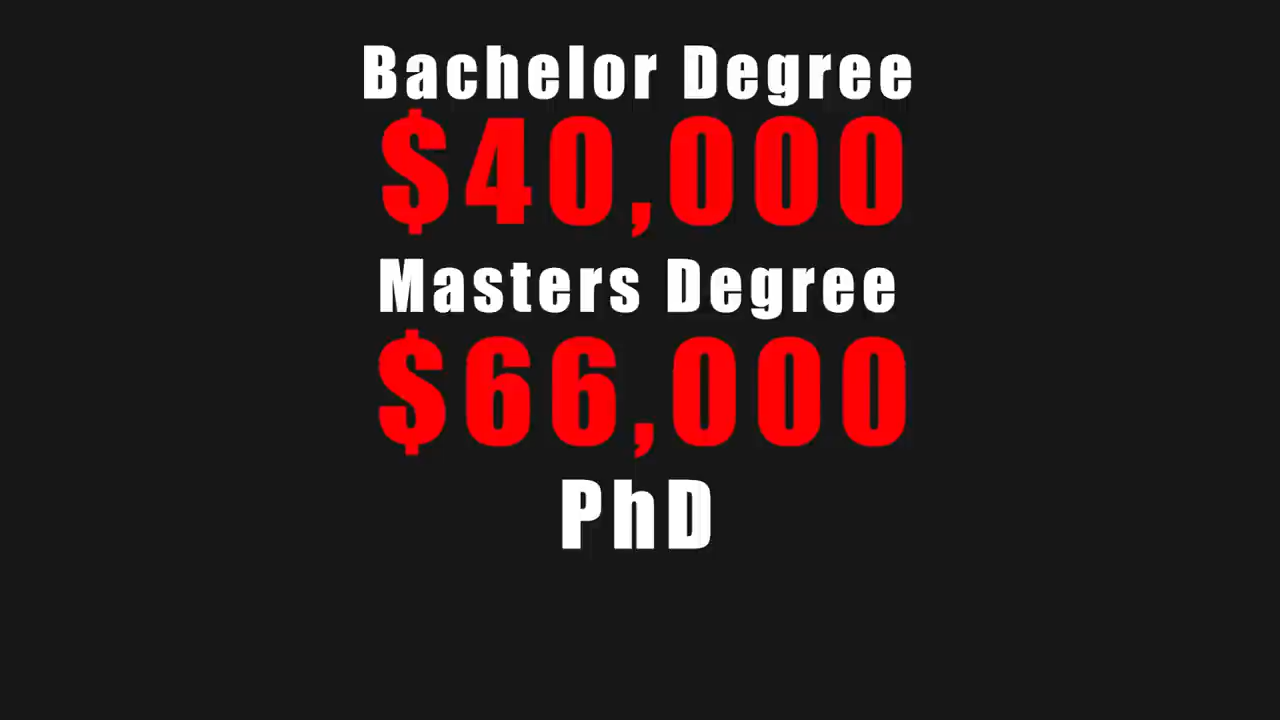 Bachelor Degree
$40,000
Masters Degree
$66,000
PhD